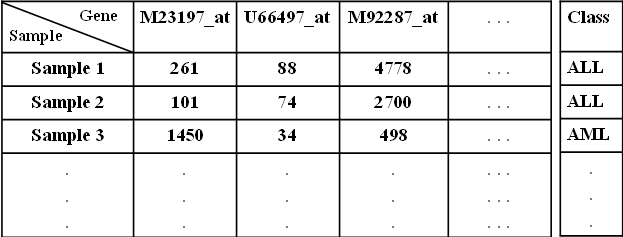 Gene M23197_at U66497_at M92287_at . . . Class
Sample
Sample 1 261 88 4778 . . . ALL
Sample 2 101 74 2700 . . . ALL
Sample 3 1450 34 498 . . . AML
. . . . . . . .
. . . . . . . .
. . . . . . . .